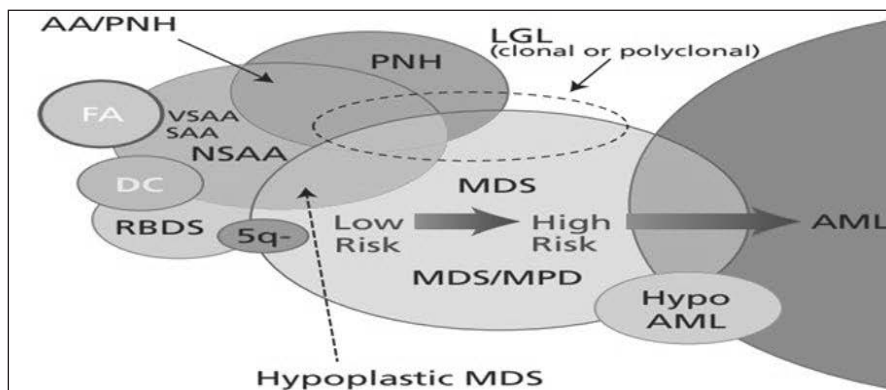 AA/PNH
LGL
(clonal or polyclonal)
PNH
FA
VSAA
SAA
NSAA
DC
MDS
RBDS
5q-
Low
Risk
High
Risk
AML
MDS/MPD
Hypo
AML
Hypoplastic MDS